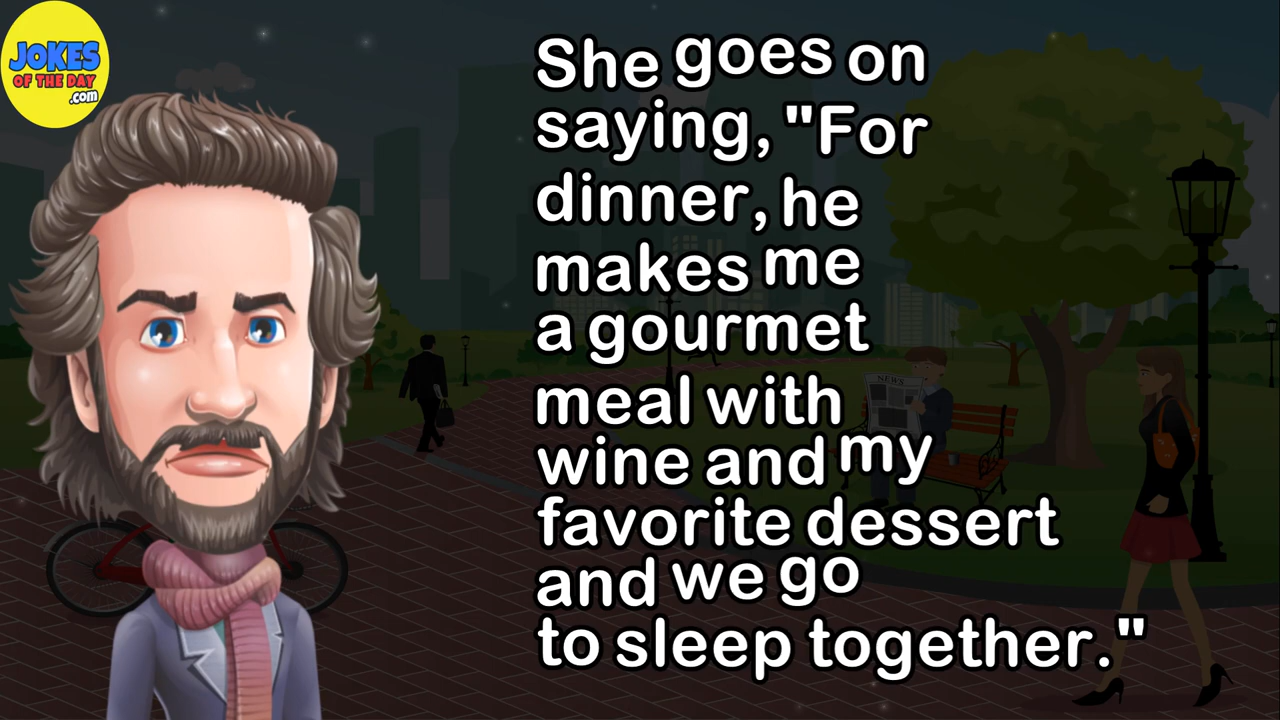 JOKES
OF THE DAY
.com
She goes on
saying, "For
dinner, he
makes me
a gourmet
meal with
wine and my
favorite dessert
and we go
to sleep together."
NEWS